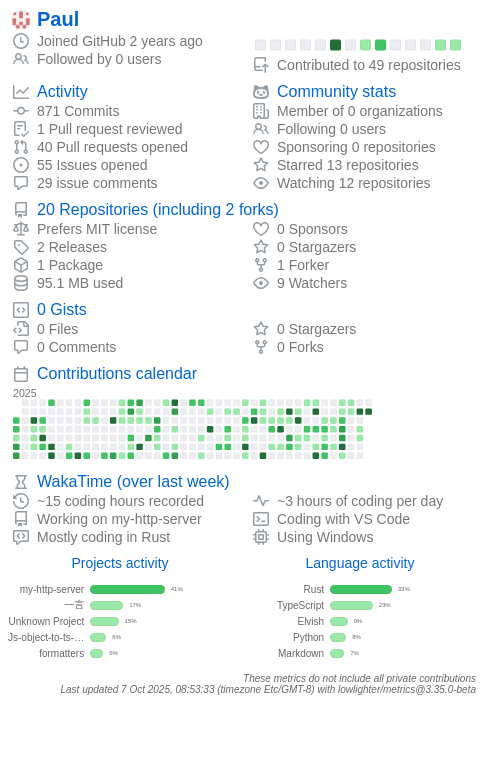 Paul
Joined GitHub 2 years ago
Followed by 0 users
Contributed to 49 repositories
Activity
871 Commits
1 Pull request reviewed
40 Pull requests opened
55 Issues opened
29 issue comments
Community stats
Member of 0 organizations
Following 0 users
Sponsoring 0 repositories
Starred 13 repositories
Watching 12 repositories
20 Repositories (including 2 forks)
Prefers MIT license
2 Releases
1 Package
95.1 MB used
0 Sponsors
0 Stargazers
1 Forker
9 Watchers
0 Gists
0 Files
0 Comments
0 Stargazers
0 Forks
Contributions calendar
2025
WakaTime (over last week)
~15 coding hours recorded
Working on my-http-server
Mostly coding in Rust
~3 hours of coding per day
Coding with VS Code
Using Windows
Projects activity
my-http-server 41%
一言 17%
Unknown Project 15%
Js-object-to-ts-… 8%
formatters 6%
Language activity
Rust 33%
TypeScript 23%
Elvish 9%
Python 8%
Markdown 7%
These metrics do not include all private contributions
Last updated 7 Oct 2025, 08:53:33 (timezone Etc/GMT-8) with lowlighter/metrics@3.35.0-beta